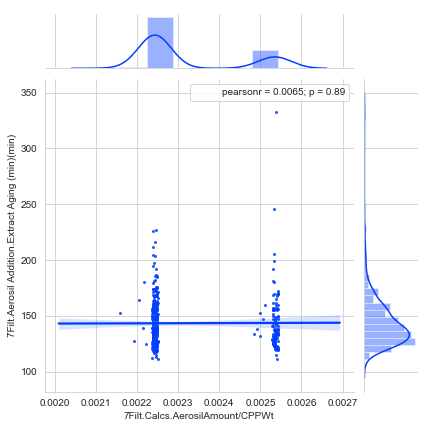 pearsonr = 0.0065; p = 0.89
350
300
250
200
150
100
7Filt.Aerosil Addition.Extract Aging (min)(min)
0.0020 0.0021 0.0022 0.0023 0.0024 0.0025 0.0026 0.0027
7Filt.Calcs.AerosilAmount/CPPWt